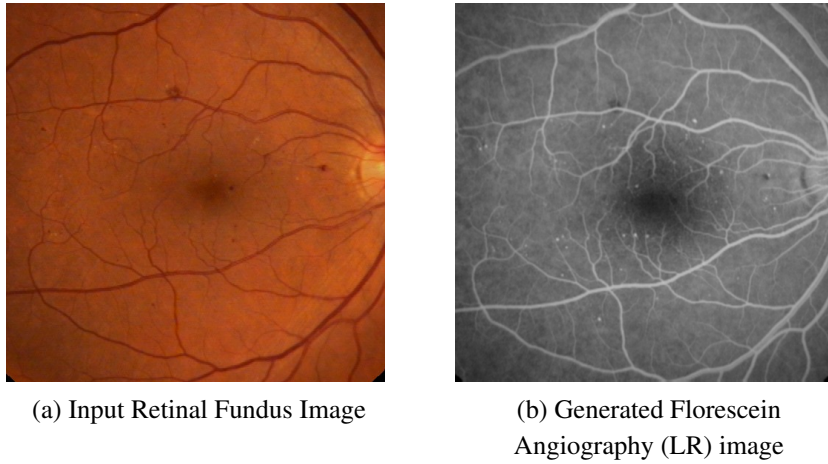 (a) Input Retinal Fundus Image
(b) Generated Florescein
Angiography (LR) image